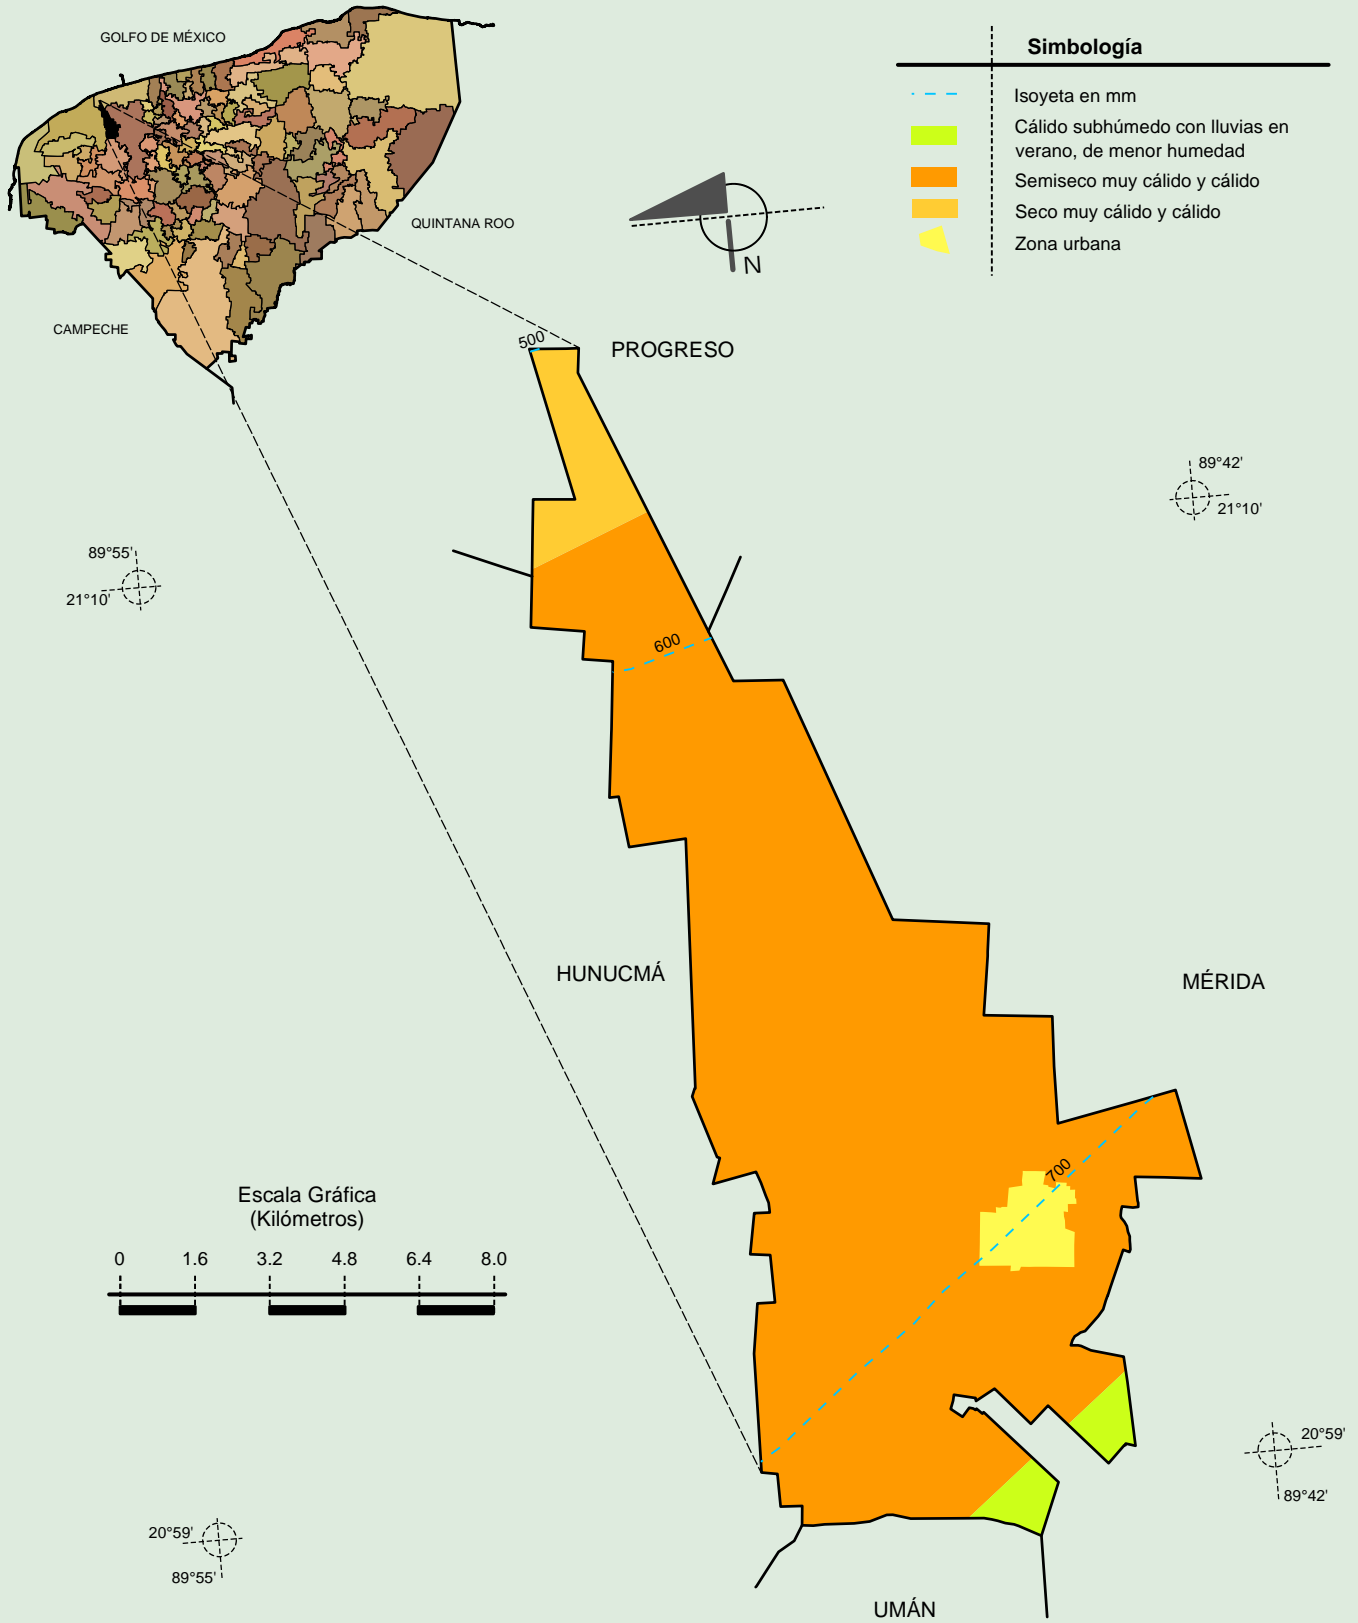 GOLFO DE MÉXICO
QUINTANA ROO
CAMPECHE
Simbología
Isoyeta en mm
Cálido subhúmedo con lluvias en
verano, de menor humedad
Semiseco muy cálido y cálido
Seco muy cálido y cálido
Zona urbana
N
500
PROGRESO
89°42'
21°10'
89°55'
21°10'
600
HUNUCMÁ
MÉRIDA
700
Escala Gráfica
(Kilómetros)
0 1.6 3.2 4.8 6.4 8.0
20°59'
89°42'
20°59'
89°55'
UMÁN